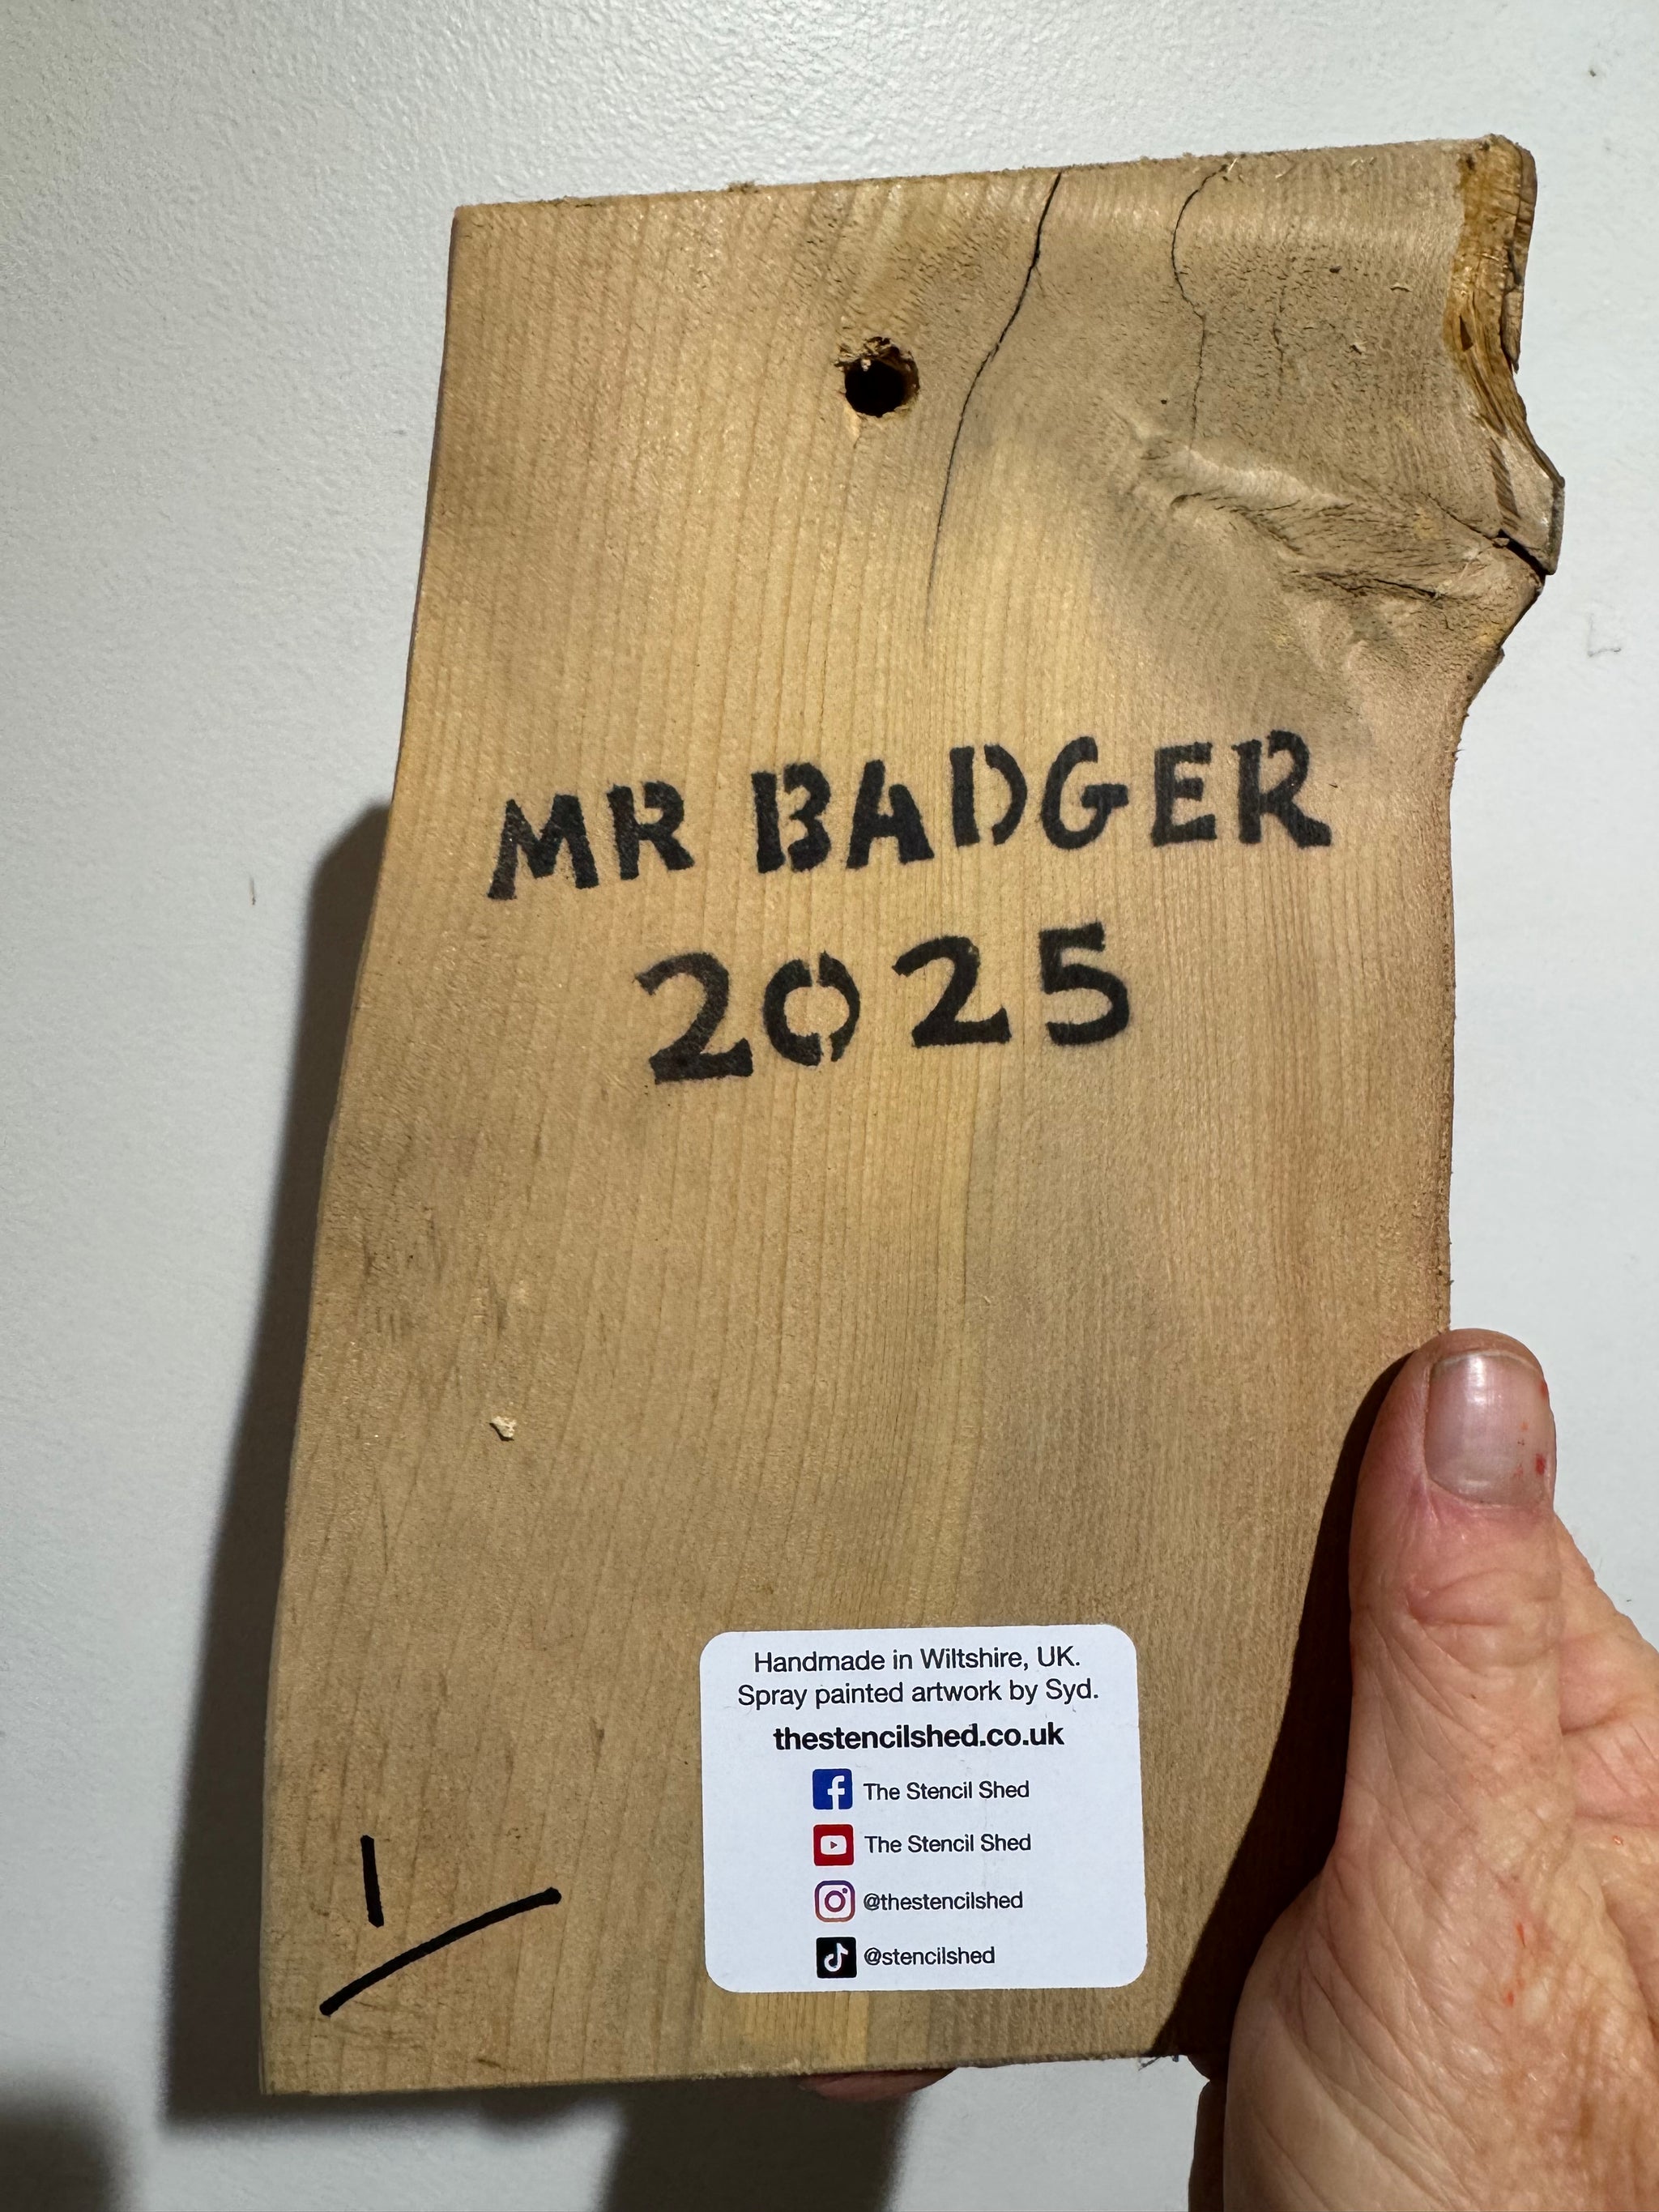 MR BADGER
2025
Handmade in Wiltshire, UK.
Spray painted artwork by Syd.
thestencilshed.co.uk
The Stencil Shed
The Stencil Shed
@thestencilshed
@stencilshed